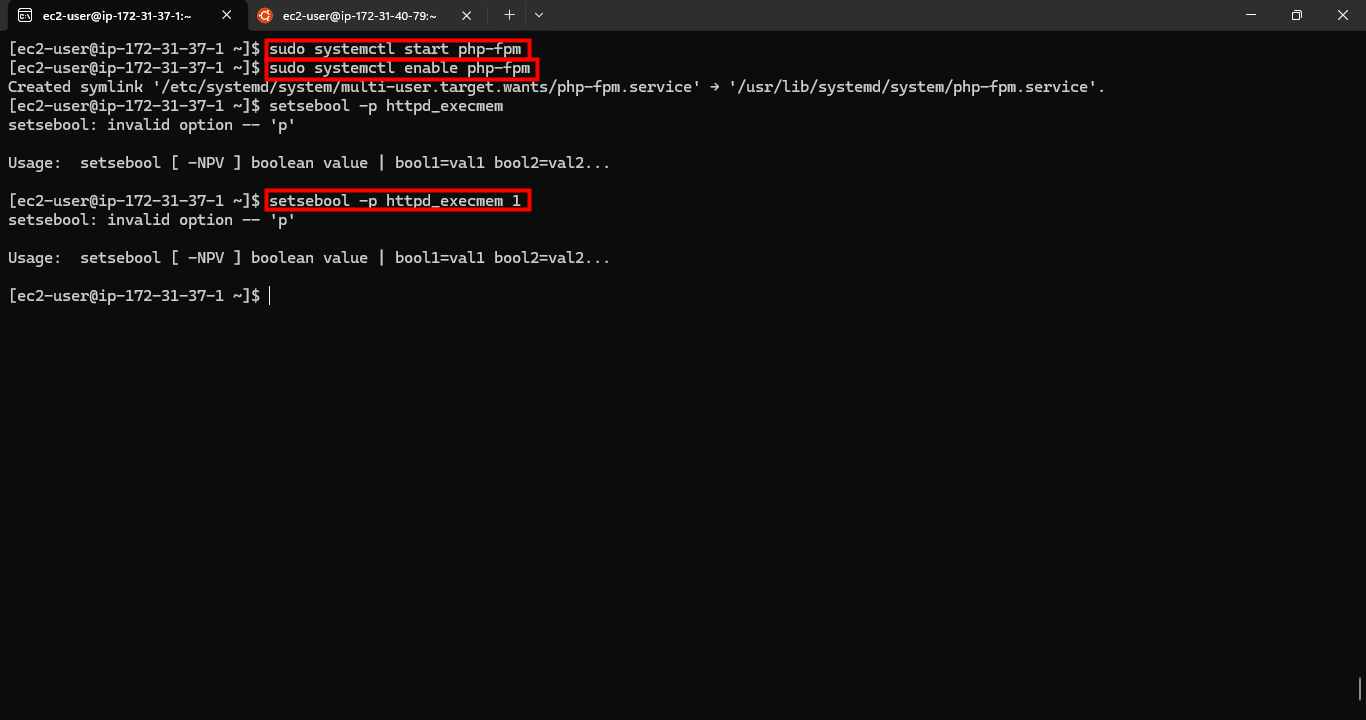 ec2-user@ip-172-31-37-1:~
ec2-user@ip-172-31-40-79:~
[ec2-user@ip-172-31-37-1 ~]$ sudo systemctl start php-fpm
[ec2-user@ip-172-31-37-1 ~]$ sudo systemctl enable php-fpm
Created symlink '/etc/systemd/system/multi-user.target.wants/php-fpm.service' → '/usr/lib/systemd/system/php-fpm.service'.
[ec2-user@ip-172-31-37-1 ~]$ setsebool -p httpd_execmem
setsebool: invalid option -- 'p'

Usage:  setsebool [ -NPV ] boolean value | bool1=val1 bool2=val2...

[ec2-user@ip-172-31-37-1 ~]$ setsebool -p httpd_execmem 1
setsebool: invalid option -- 'p'

Usage:  setsebool [ -NPV ] boolean value | bool1=val1 bool2=val2...

[ec2-user@ip-172-31-37-1 ~]$